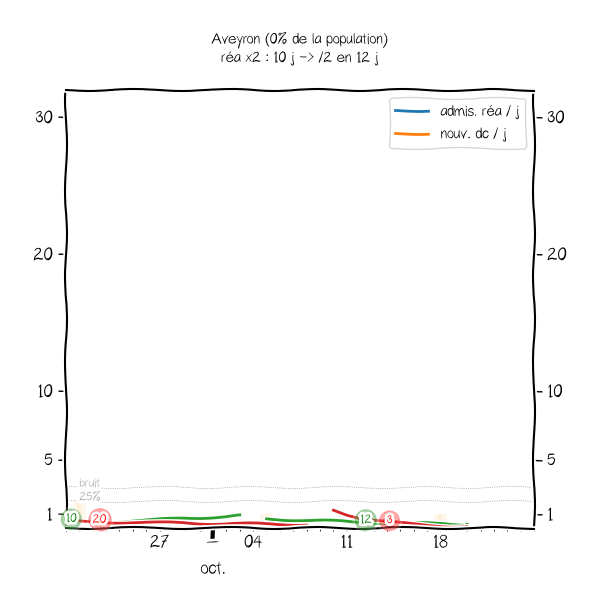 Aveyron (0% de la population)
réa x2 : 10 j -> /2 en 12 j
admis. réa / j
nouv. dc / j
30 30
20 20
10 10
5 5
bruit
25%
1 10 20 12 3 1
27 04 11 18
oct.